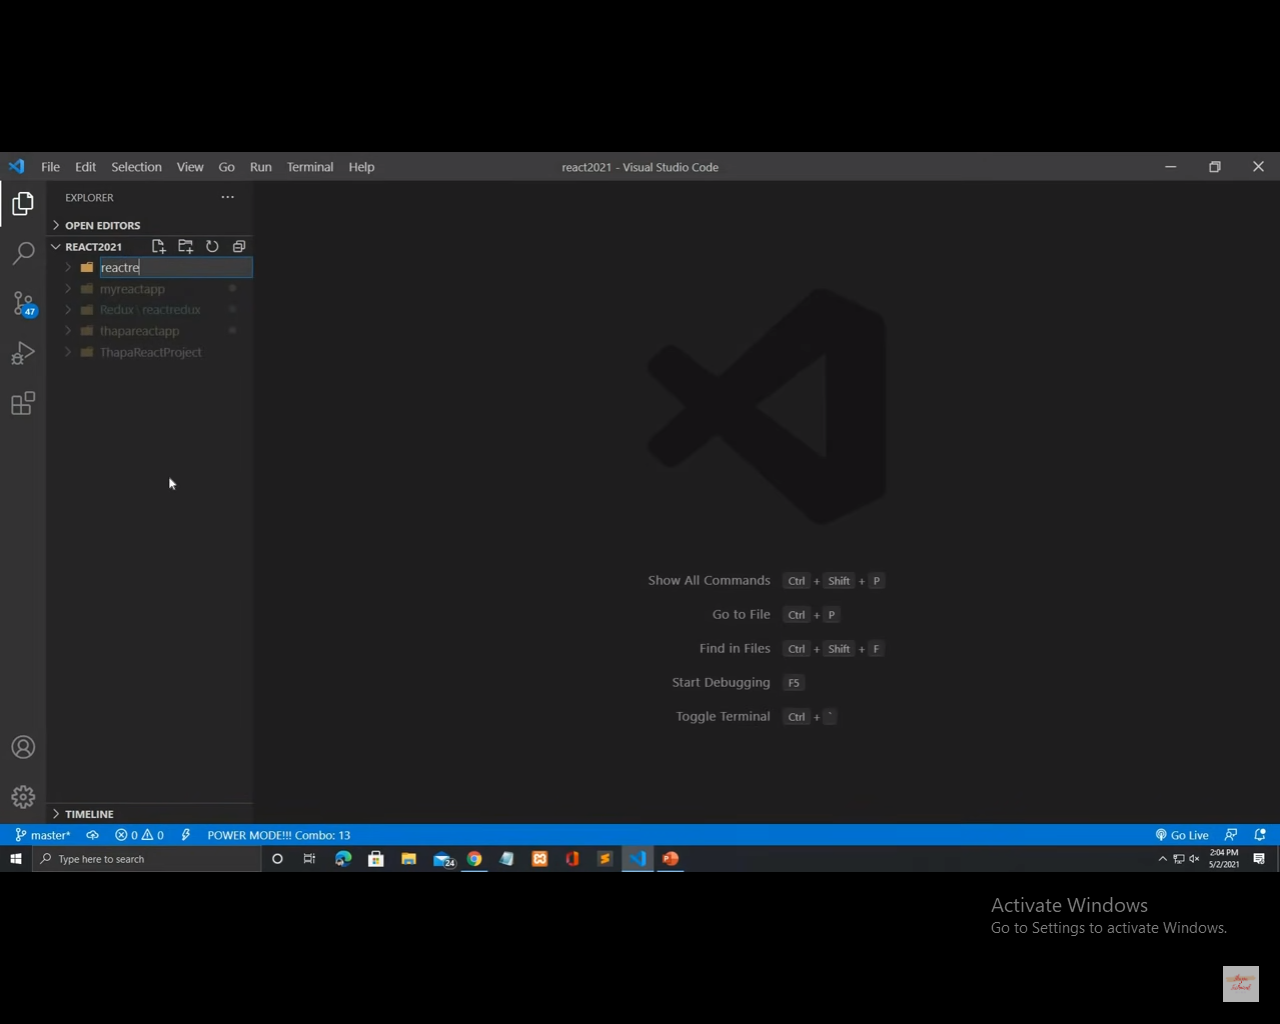 File Edit Selection View Go Run Terminal Help
react2021 - Visual Studio Code
EXPLORER
OPEN EDITORS
REACT2021
reactre
myreactapp
Redux \ reactredux
thapareactapp
ThapaReactProject
47
Show All Commands Ctrl + Shift + P
Go to File Ctrl + P
Find in Files Ctrl + Shift + F
Start Debugging F5
Toggle Terminal Ctrl + `
TIMELINE
master* 0 0 POWER MODE!!! Combo: 13 Go Live
Type here to search
24
2:04 PM
5/2/2021
Activate Windows
Go to Settings to activate Windows.